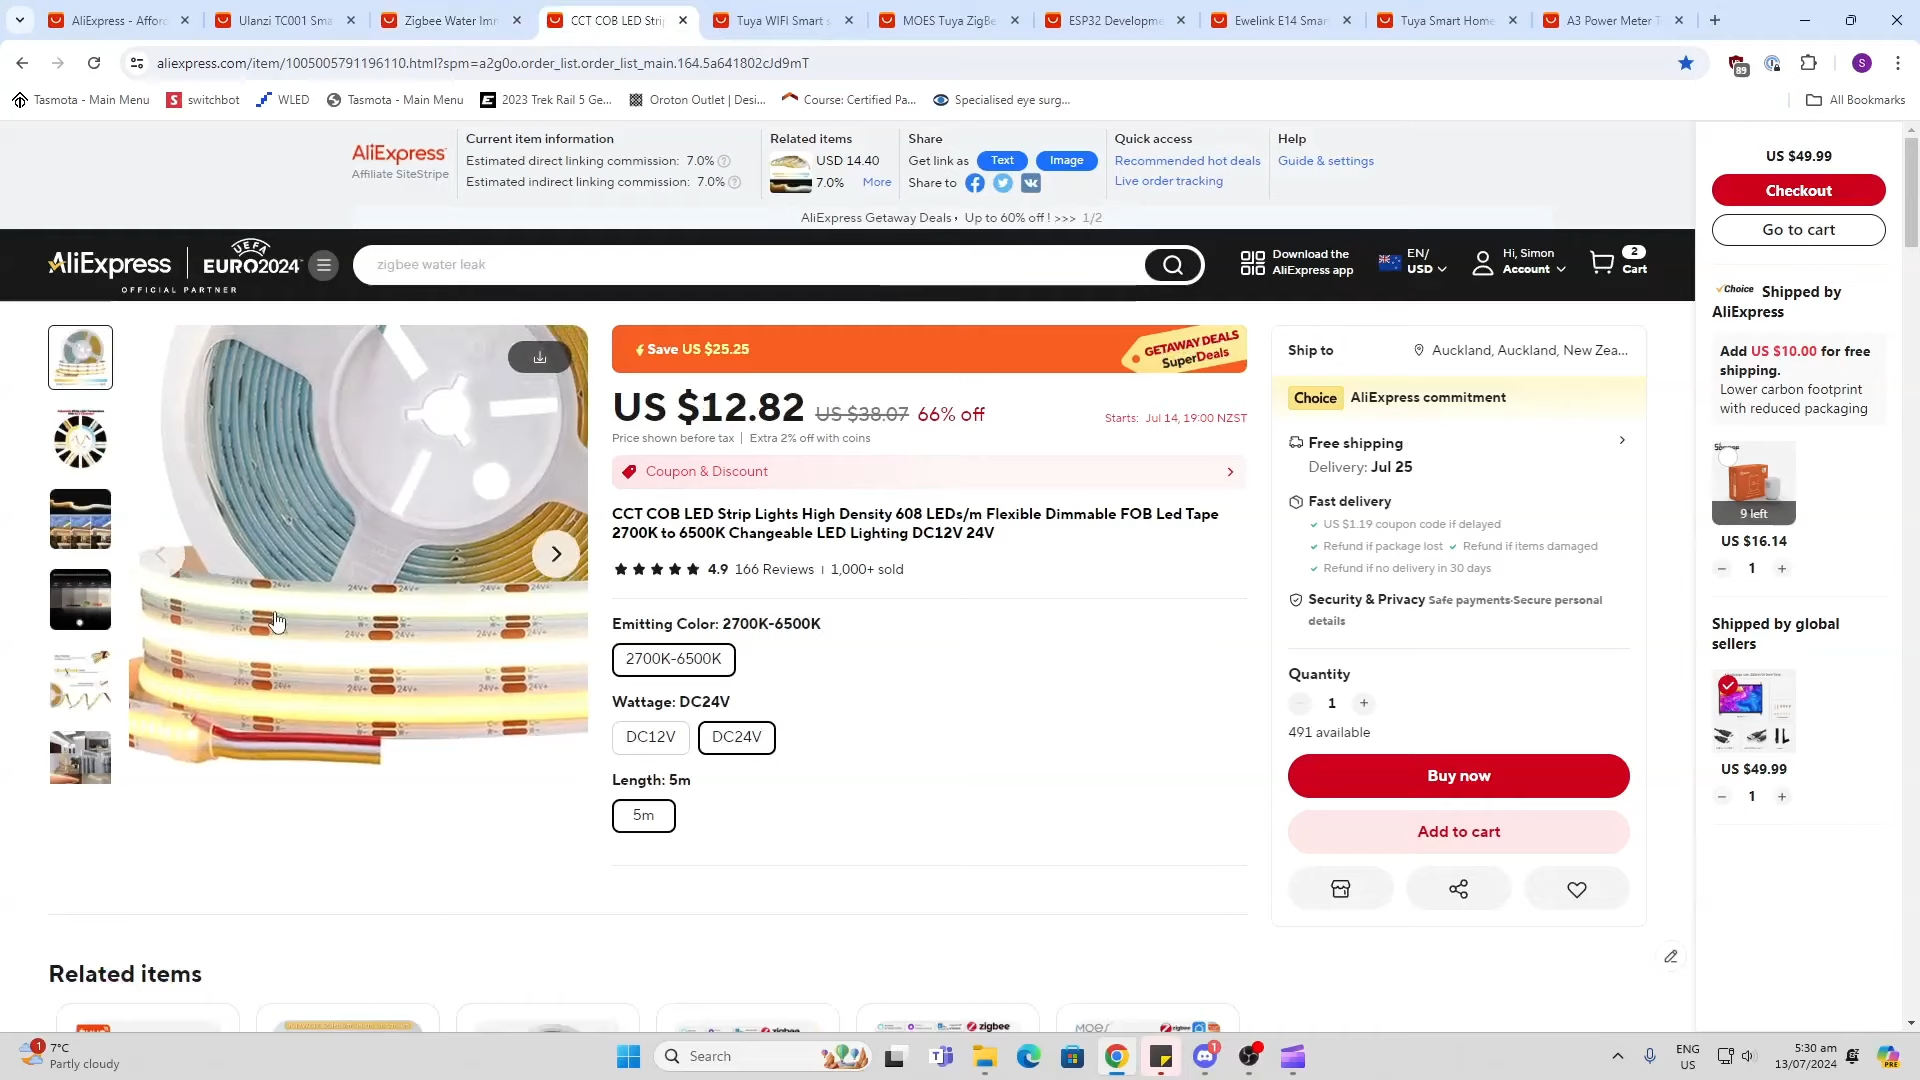 AliExpress - Affor
Ulanzi TC001 Sma
Zigbee Water Imr
CCT COB LED Stri
Tuya WIFI Smart s
MOES Tuya ZigBe
ESP32 Developme
Ewelink E14 Smar
Tuya Smart Home
A3 Power Meter T
aliexpress.com/item/1005005791196110.html?spm=a2g0o.order_list.order_list_main.164.5a641802cJd9mT
89
S
Tasmota - Main Menu
switchbot
WLED
Tasmota - Main Menu
2023 Trek Rail 5 Ge...
Oroton Outlet | Desi...
Course: Certified Pa...
Specialised eye surg...
All Bookmarks
AliExpress
Affiliate SiteStripe
Current item information
Estimated direct linking commission: 7.0%
Estimated indirect linking commission: 7.0%
Related items
USD 14.40
7.0% More
Share
Get link as Text Image
Share to
Quick access
Recommended hot deals
Live order tracking
Help
Guide & settings
AliExpress Getaway Deals · Up to 60% off ! >>> 1/2
AliExpress
UEFA
EURO2024
OFFICIAL PARTNER
zigbee water leak
Download the
AliExpress app
EN/
USD
Hi, Simon
Account
2
Cart
24V+
Save US $25.25
GETAWAY DEALS
SuperDeals
US $12.82 US $38.07 66% off
Starts: Jul 14, 19:00 NZST
Price shown before tax | Extra 2% off with coins
Coupon & Discount
CCT COB LED Strip Lights High Density 608 LEDs/m Flexible Dimmable FOB Led Tape
2700K to 6500K Changeable LED Lighting DC12V 24V
4.9 166 Reviews | 1,000+ sold
Emitting Color: 2700K-6500K
2700K-6500K
Wattage: DC24V
DC12V DC24V
Length: 5m
5m
Ship to
Auckland, Auckland, New Zea...
Choice AliExpress commitment
Free shipping
Delivery: Jul 25
Fast delivery
US $1.19 coupon code if delayed
Refund if package lost Refund if items damaged
Refund if no delivery in 30 days
Security & Privacy Safe payments·Secure personal
details
Quantity
1
491 available
Buy now
Add to cart
US $49.99
Checkout
Go to cart
Choice Shipped by
AliExpress
Add US $10.00 for free
shipping.
Lower carbon footprint
with reduced packaging
9 left
US $16.14
1
Shipped by global
sellers
US $49.99
1
Related items
zigbee
zigbee
MOES
zigbee
1
7°C
Partly cloudy
Search
1
ENG
US
5:30 am
13/07/2024
PRE